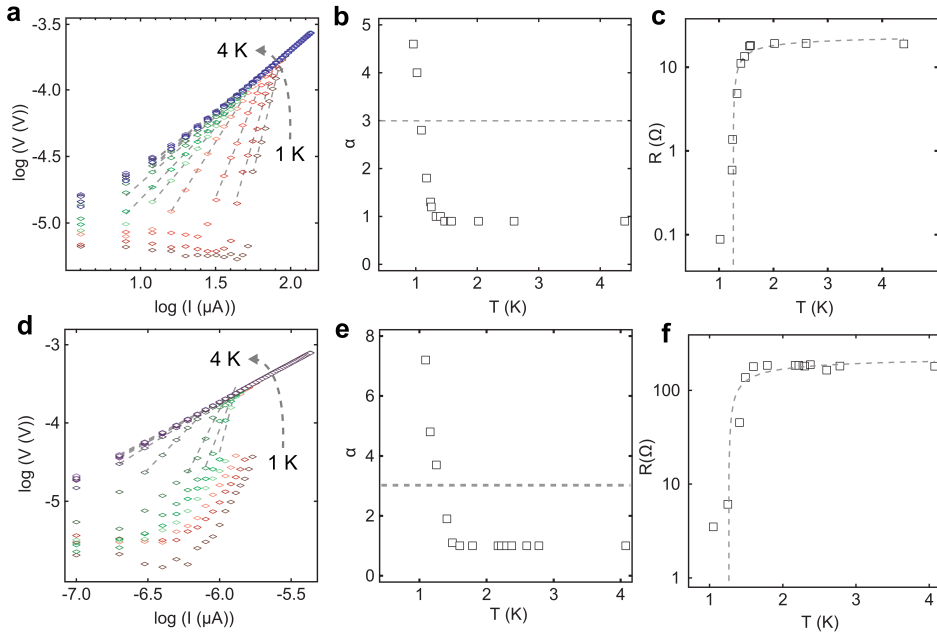 a
-3.5
-4.0
-4.5
-5.0
log (V (V))
4 K
1 K
1.0
1.5
2.0
log (I (μA))
b
5
4
3
2
1
0
α
1
2
3
4
T (K)
c
10
1
0.1
R (Ω)
1
2
3
4
T (K)
d
-3
-4
-5
log (V (V))
4 K
1 K
-7.0
-6.5
-6.0
-5.5
log (I (μA))
e
8
6
4
2
0
α
1
2
3
4
T (K)
f
100
10
1
R(Ω)
1
2
3
4
T (K)